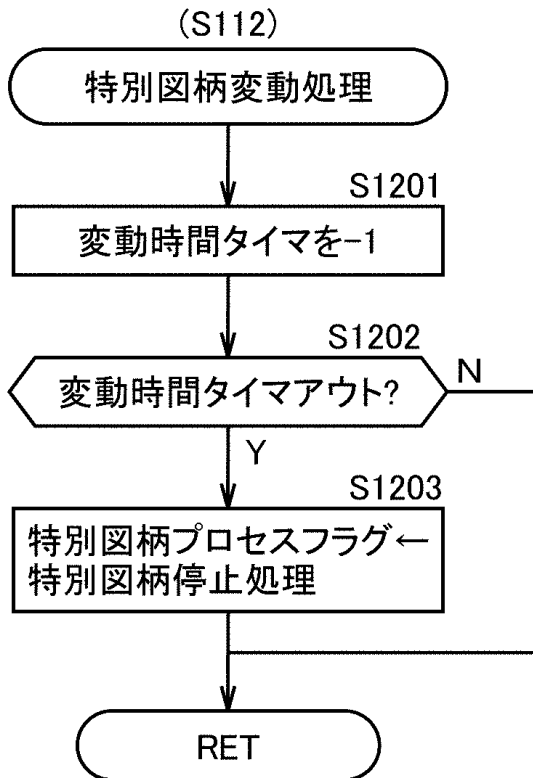 (S112)
特別図柄変動処理
S1201
変動時間タイマを-1
S1202
変動時間タイマアウト?
N
Y
S1203
特別図柄プロセスフラグ←
特別図柄停止処理
RET